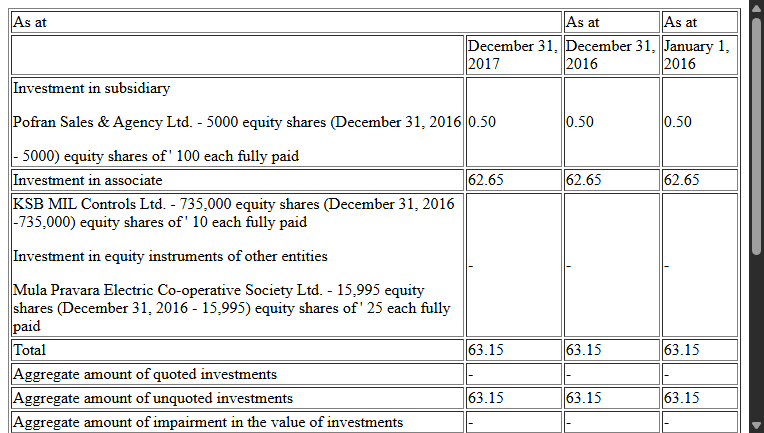 As at As at As at
December 31, December 31, January 1,
2017 2016 2016
Investment in subsidiary
Pofran Sales & Agency Ltd. - 5000 equity shares (December 31, 2016 0.50 0.50 0.50
- 5000) equity shares of ' 100 each fully paid
Investment in associate 62.65 62.65 62.65
KSB MIL Controls Ltd. - 735,000 equity shares (December 31, 2016
-735,000) equity shares of ' 10 each fully paid
Investment in equity instruments of other entities
- - -
Mula Pravara Electric Co-operative Society Ltd. - 15,995 equity
shares (December 31, 2016 - 15,995) equity shares of ' 25 each fully
paid
Total 63.15 63.15 63.15
Aggregate amount of quoted investments - - -
Aggregate amount of unquoted investments 63.15 63.15 63.15
Aggregate amount of impairment in the value of investments - - -